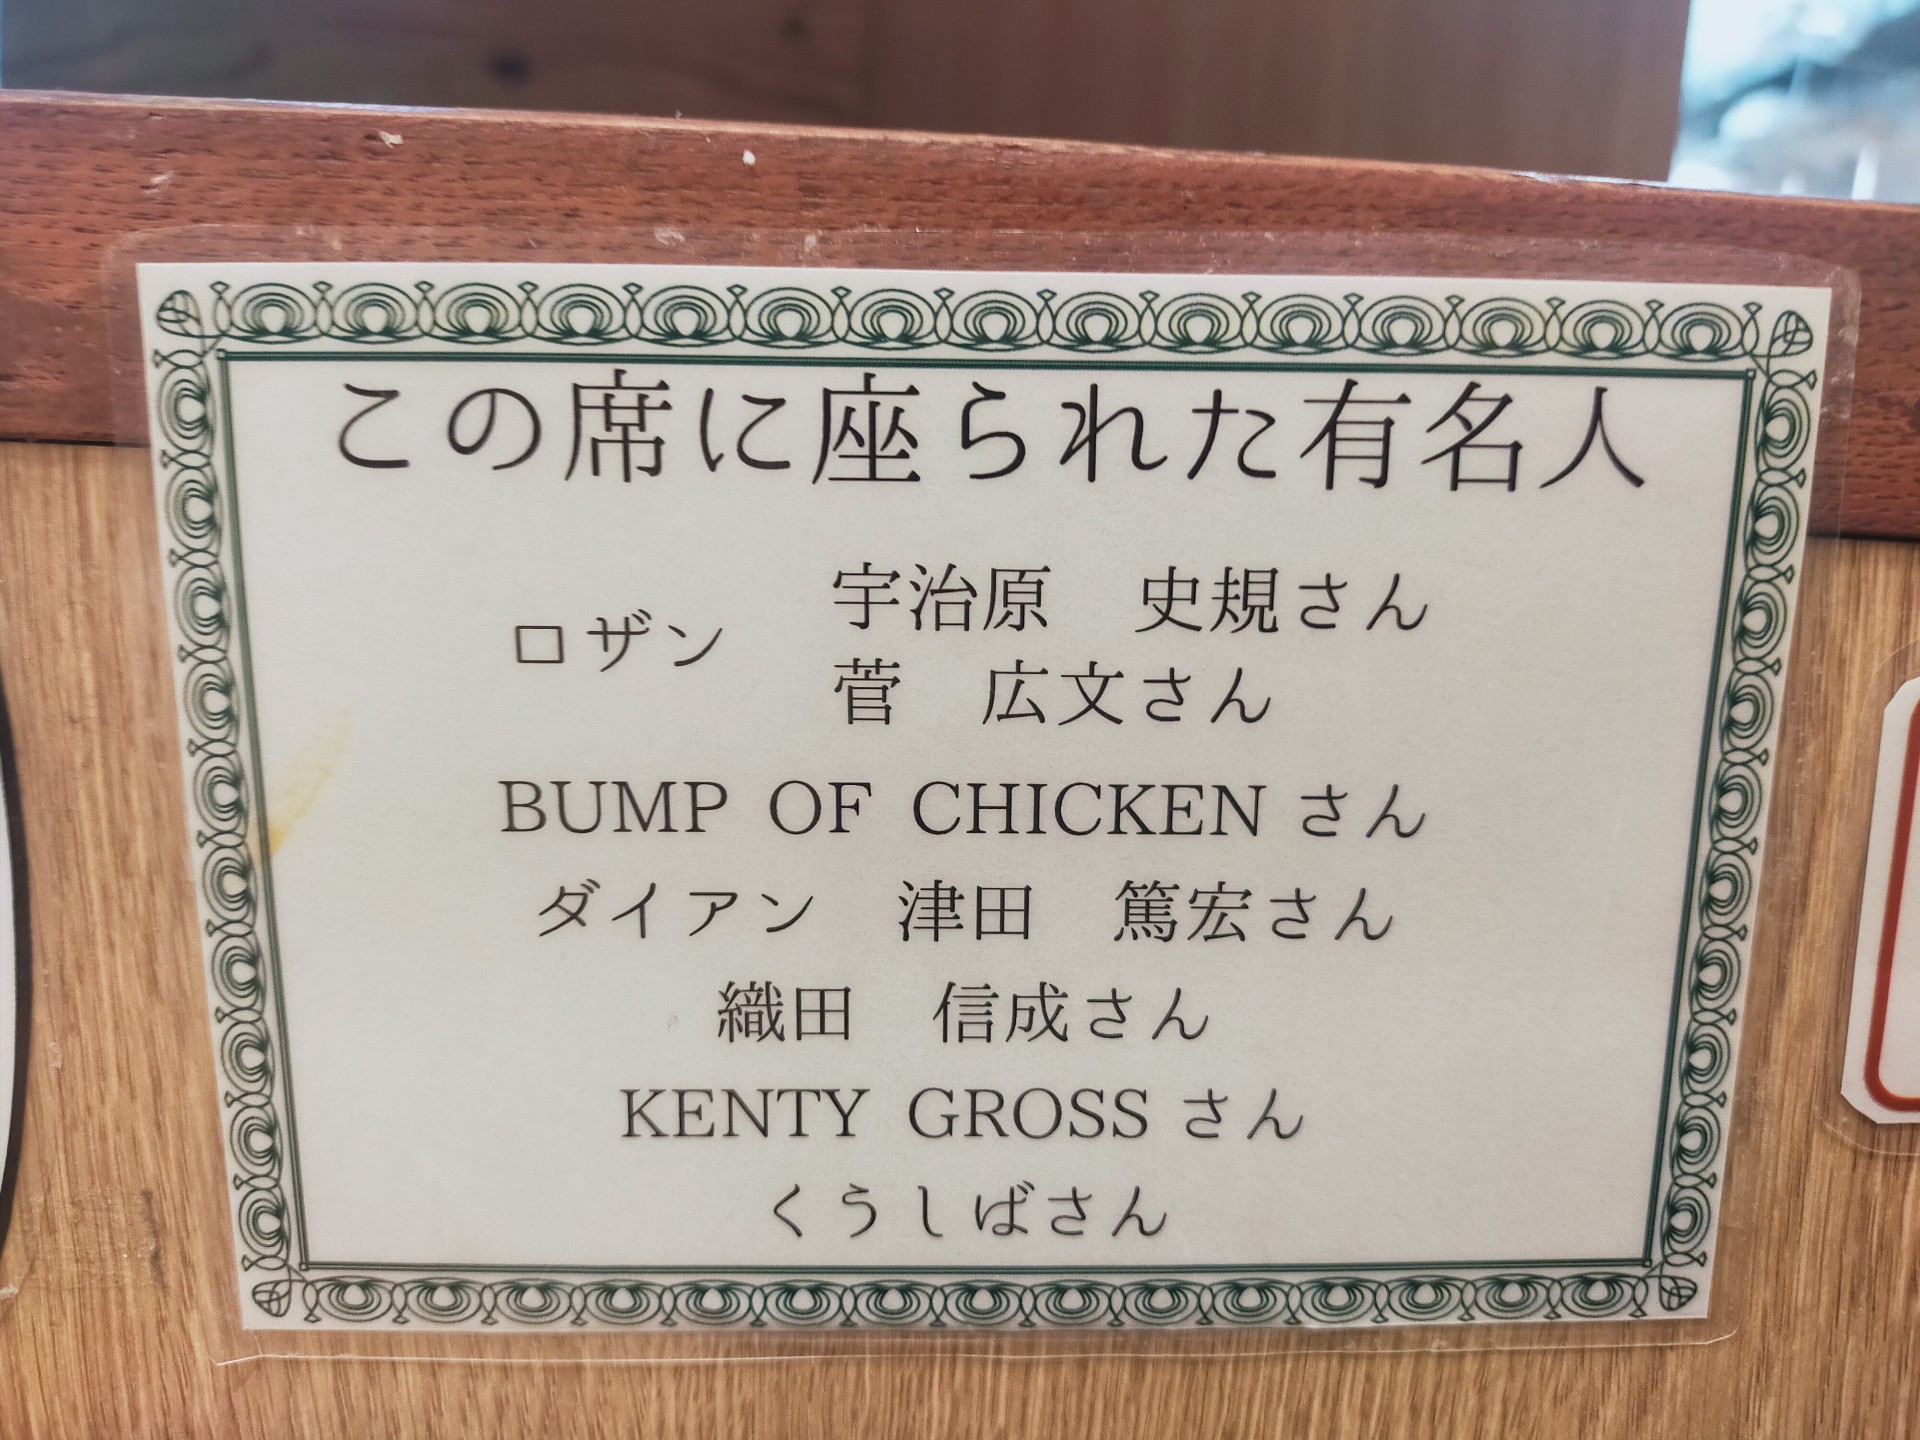 この席に座られた有名人
ロザン
宇治原　史規さん
菅　広文さん
BUMP OF CHICKEN さん
ダイアン　津田　篤宏さん
織田　信成さん
KENTY GROSS さん
くうしばさん